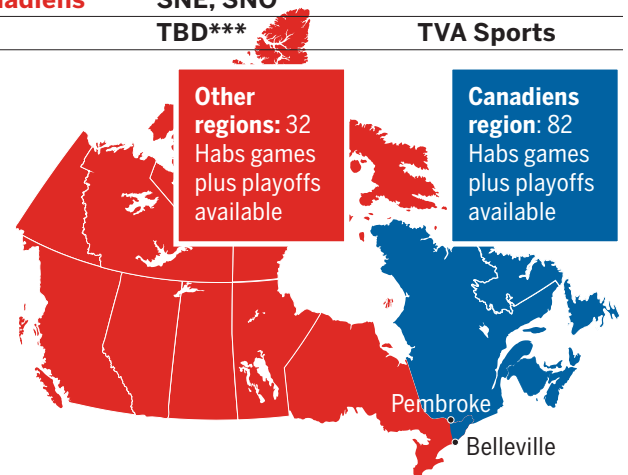 adiens SNE, SNO
TBD*** TVA Sports
Other
regions: 32
Habs games
plus playoffs
available
Canadiens
region: 82
Habs games
plus playoffs
available
Pembroke
Belleville